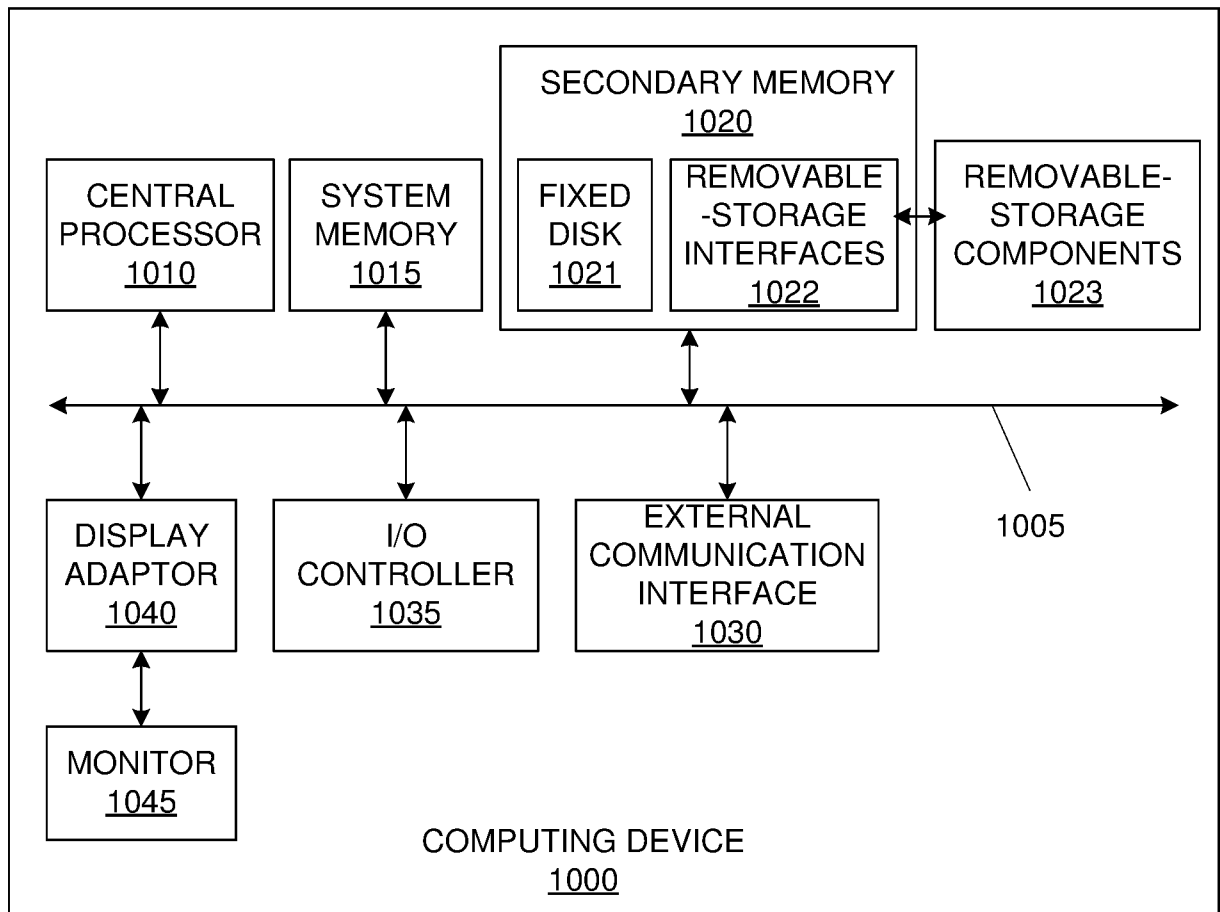 SECONDARY MEMORY
1020
CENTRAL
PROCESSOR
1010
SYSTEM
MEMORY
1015
FIXED
DISK
1021
REMOVABLE
-STORAGE
INTERFACES
1022
REMOVABLE-
STORAGE
COMPONENTS
1023
DISPLAY
ADAPTOR
1040
I/O
CONTROLLER
1035
EXTERNAL
COMMUNICATION
INTERFACE
1030
1005
MONITOR
1045
COMPUTING DEVICE
1000